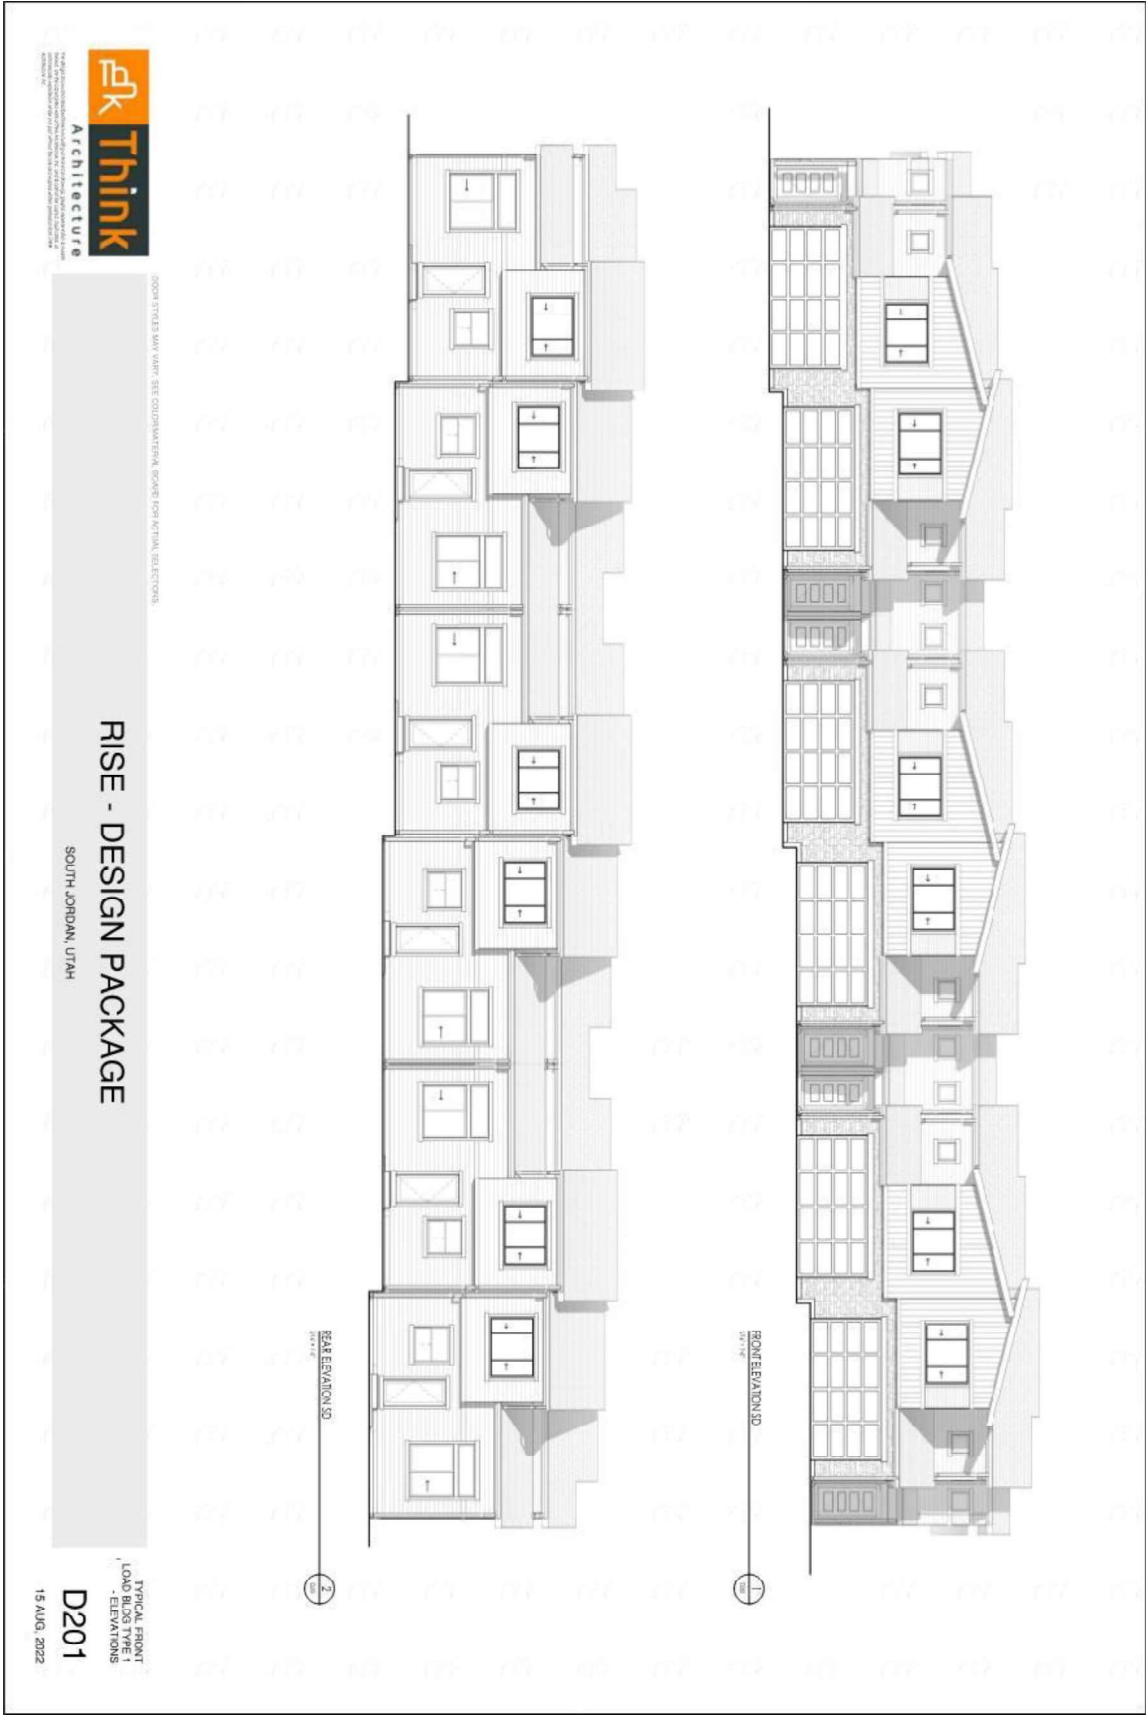 FRONT ELEVATION SD
1
REAR ELEVATION SD
2
DOOR STYLES MAY VARY. SEE COLOR/MATERIAL BOARD FOR ACTUAL SELECTIONS.
Think
Architecture
RISE - DESIGN PACKAGE
SOUTH JORDAN, UTAH
TYPICAL FRONT
LOAD BLDG TYPE 1
- ELEVATIONS
D201
15 AUG, 2022